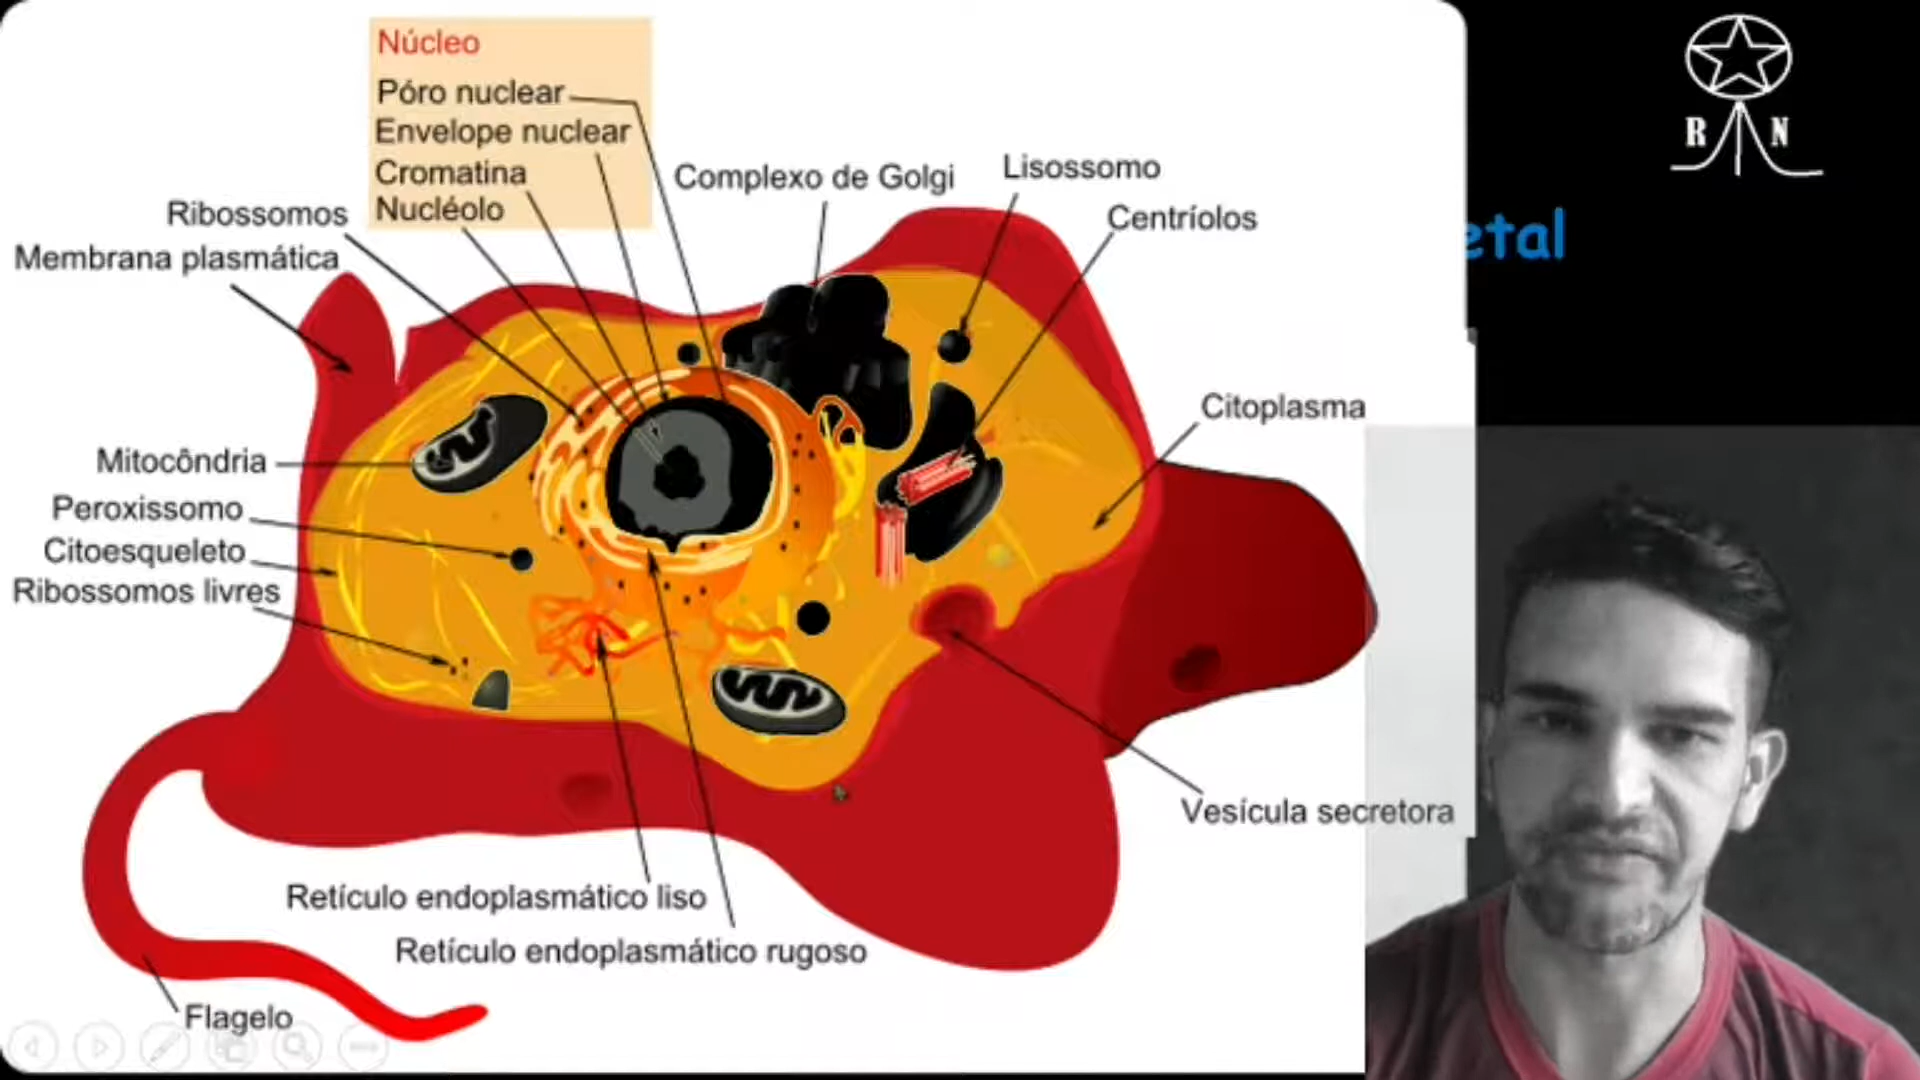 Núcleo
Póro nuclear
Envelope nuclear
Cromatina
Nucléolo
Complexo de Golgi
Lisossomo
Centríolos
Ribossomos
Membrana plasmática
Citoplasma
Mitocôndria
Peroxissomo
Citoesqueleto
Ribossomos livres
Vesícula secretora
Retículo endoplasmático liso
Retículo endoplasmático rugoso
Flagelo
R N
etal